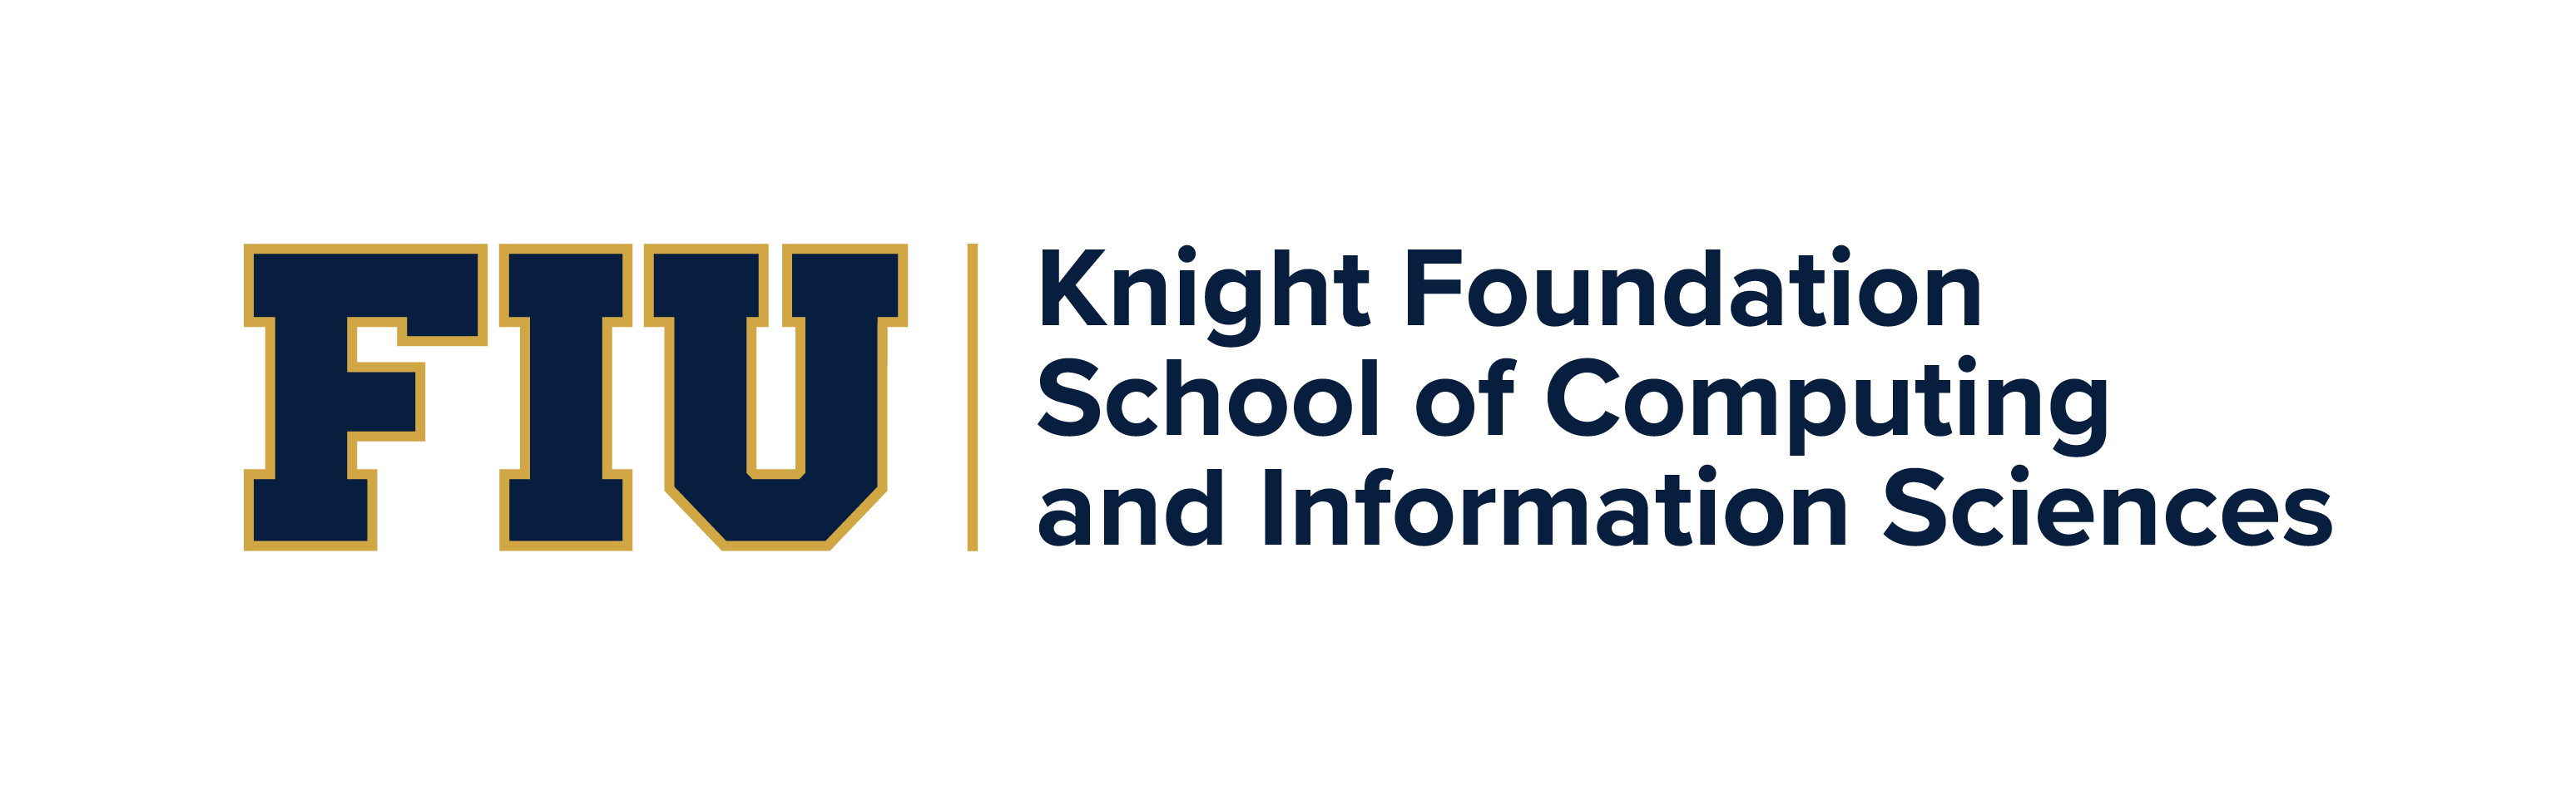 FIU
Knight Foundation
School of Computing
and Information Sciences